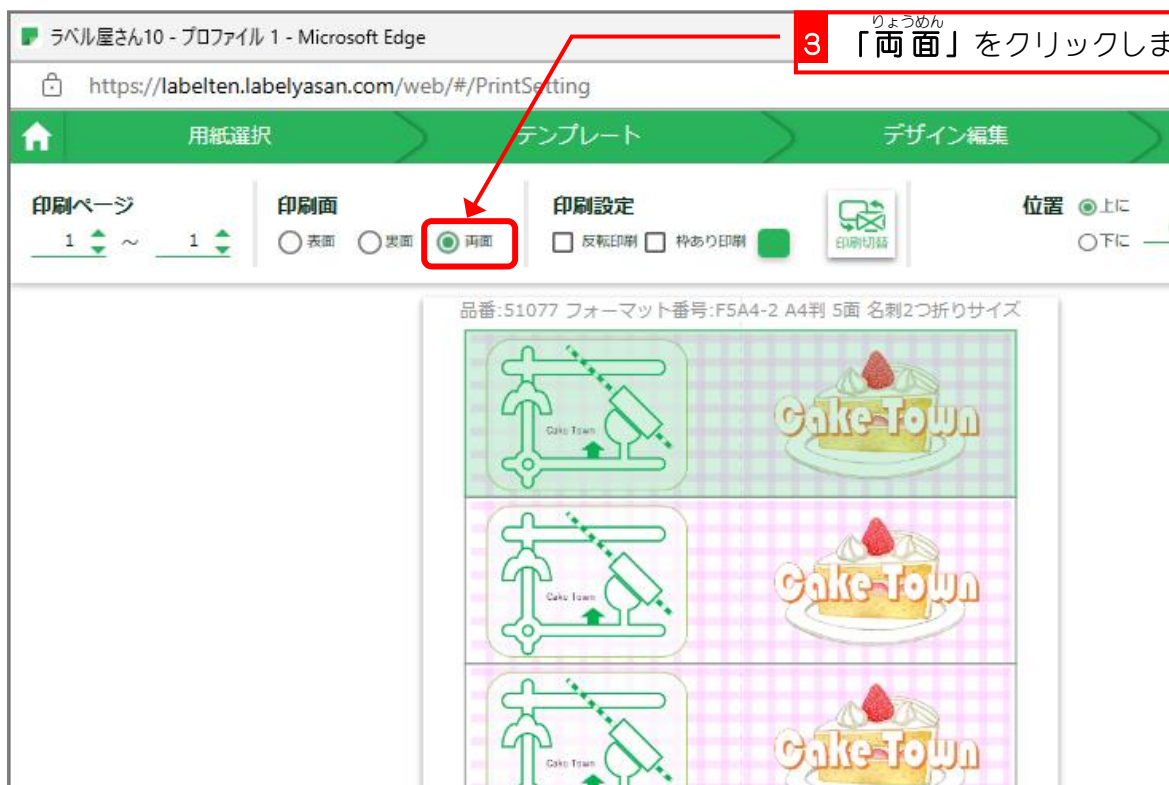 ラベル屋さん10 - プロファイル 1 - Microsoft Edge
りょうめん
3 「両面」をクリックしま
https://labelten.labelyasan.com/web/#/PrintSetting
用紙選択 テンプレート デザイン編集
印刷ページ 印刷面 印刷設定 位置 上に
1 ～ 1 表面 裏面 両面 反転印刷 枠あり印刷 印刷切替 下に
品番:51077 フォーマット番号:F5A4-2 A4判 5面 名刺2つ折りサイズ
Cake Town Cake Town
Cake Town Cake Town
Cake Town Cake Town